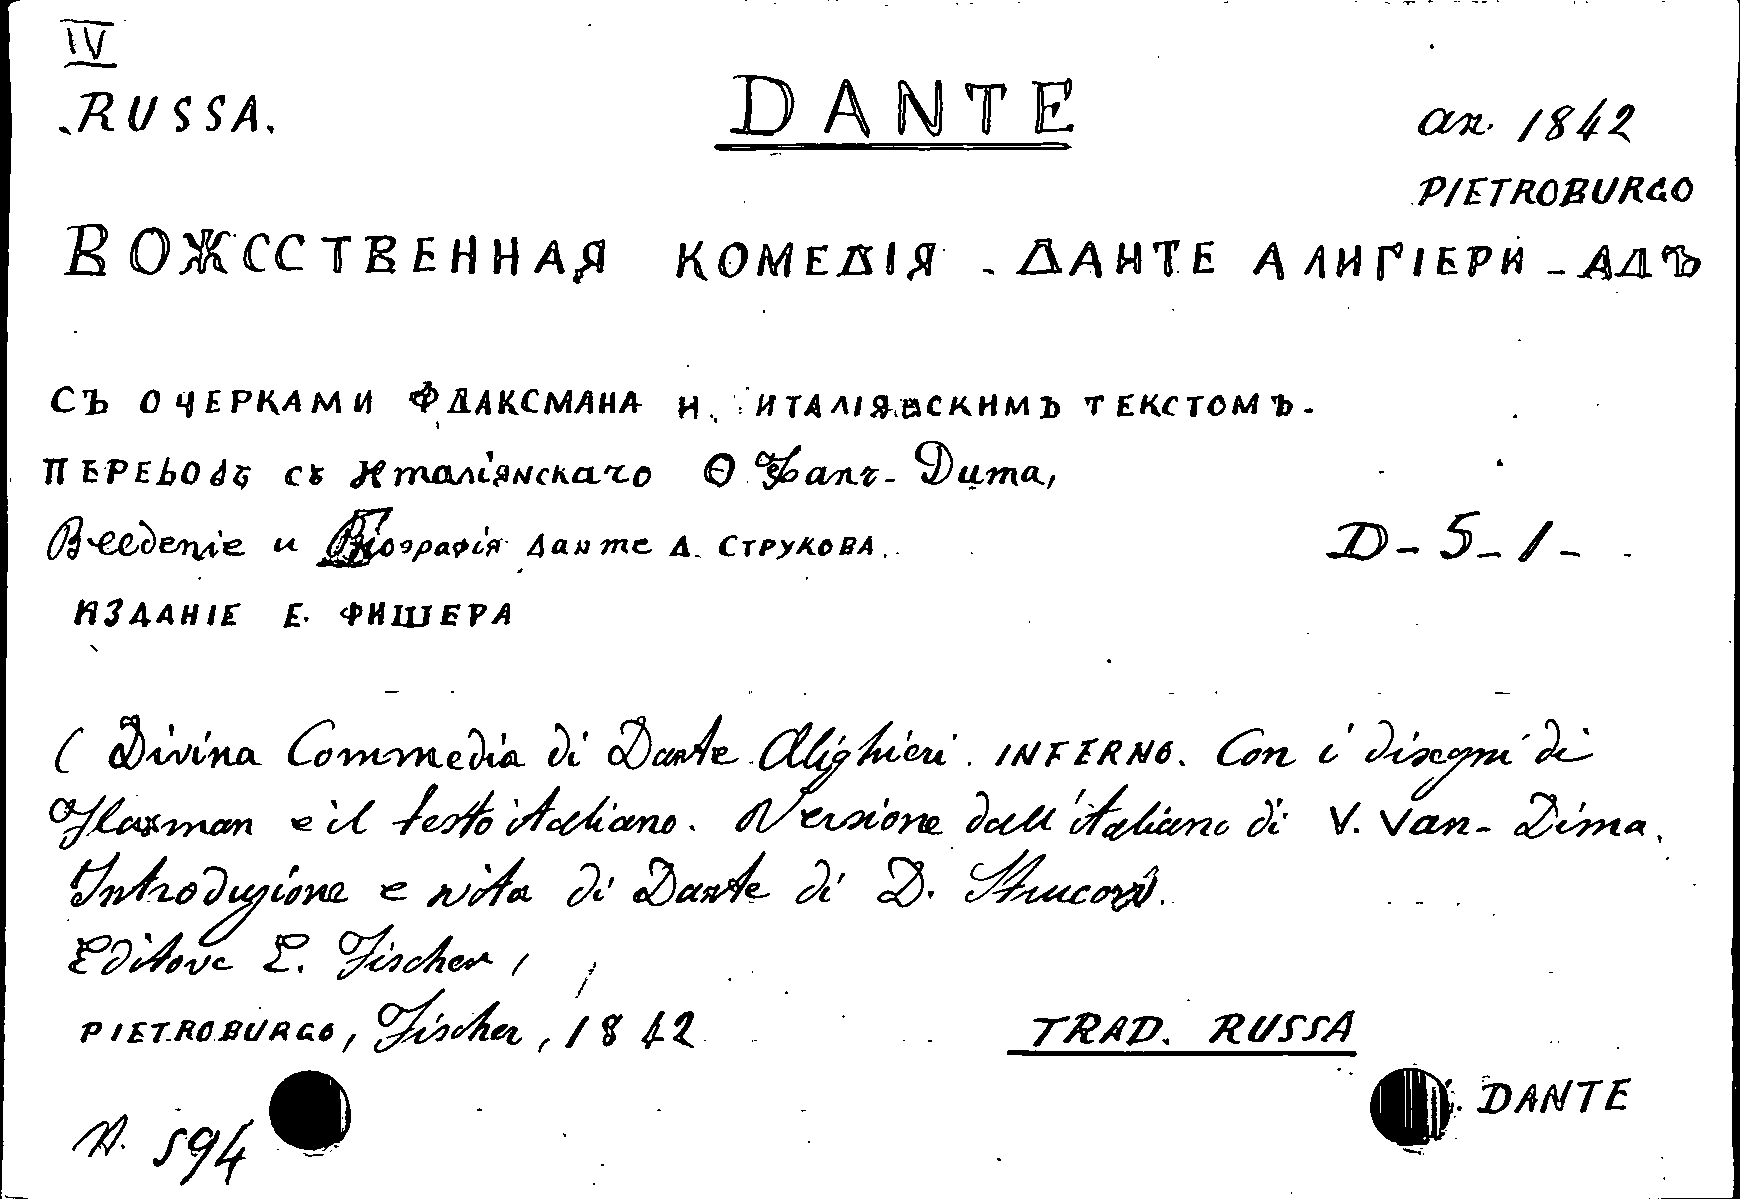 IV
RUSSA.
DANTE
an. 1842
PIETROBURGO
ВОЖССТВЕННАЯ КОМЕДІЯ - ДАНТЕ АЛИГІЕРИ - АДЪ
СЪ ОЧЕРКАМИ ФЛАКСМАНА И ИТАЛІЯНСКИМЪ ТЕКСТОМЪ.
ПЕРЕВОДЪ СЪ Италіянскаго Ѳ Фанъ-Дима,
Введеніе и Біографія Данте Д. СТРУКОВА.
D-5-1-
ИЗДАНІЕ Е. ФИШЕРА
( Divina Commedia di Dante Alighieri. INFERNO. Con i disegni di
Flaxman e il testo italiano. Versione dall'italiano di V. Van-Dima.
Introduzione e vita di Dante di D. Strucov.
Editore E. Fischer,
PIETROBURGO, Fischer, 1842
TRAD. RUSSA
DANTE
N. 594